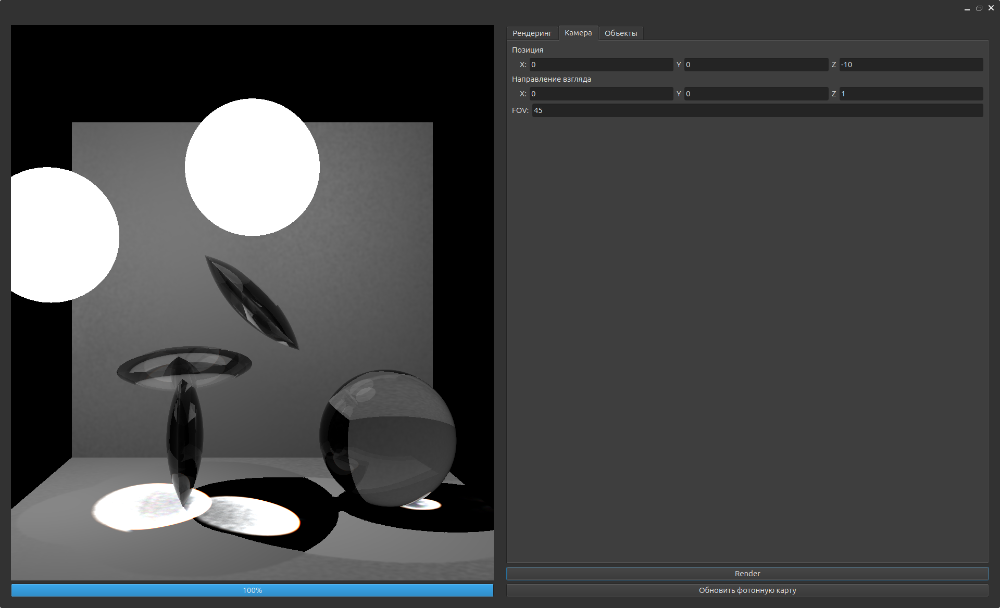 Рендеринг Камера Объекты
Позиция
X: 0 Y 0 Z -10
Направление взгляда
X: 0 Y 0 Z 1
FOV: 45
Render
100% Обновить фотонную карту